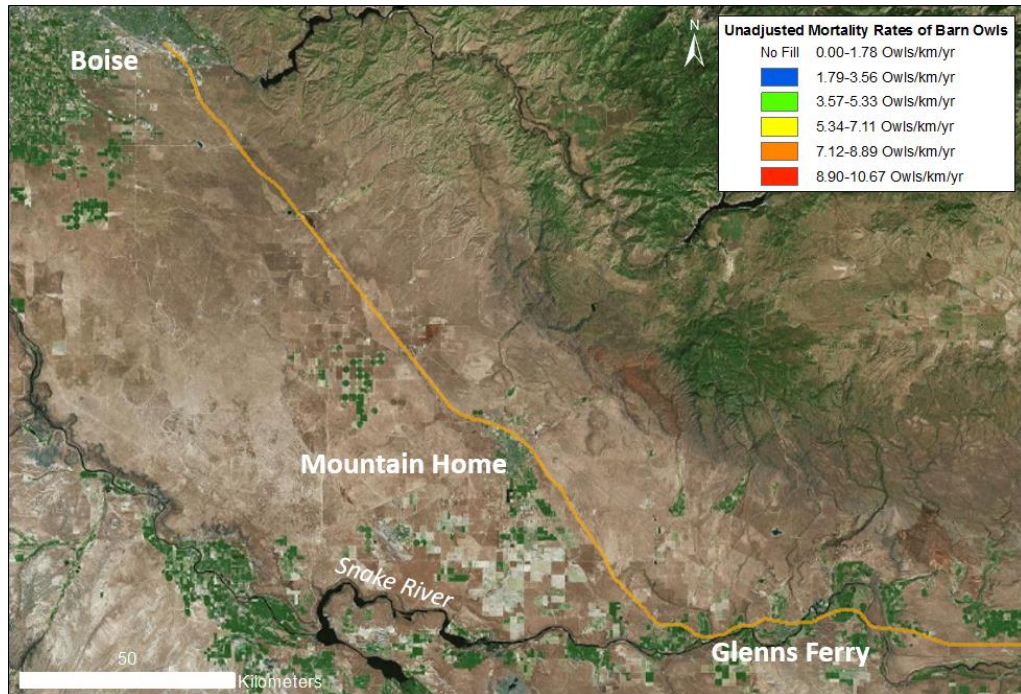 Unadjusted Mortality Rates of Barn Owls
No Fill 0.00-1.78 Owls/km/yr
1.79-3.56 Owls/km/yr
3.57-5.33 Owls/km/yr
5.34-7.11 Owls/km/yr
7.12-8.89 Owls/km/yr
8.90-10.67 Owls/km/yr
N
Boise
Mountain Home
Snake River
Glenns Ferry
50
Kilometers